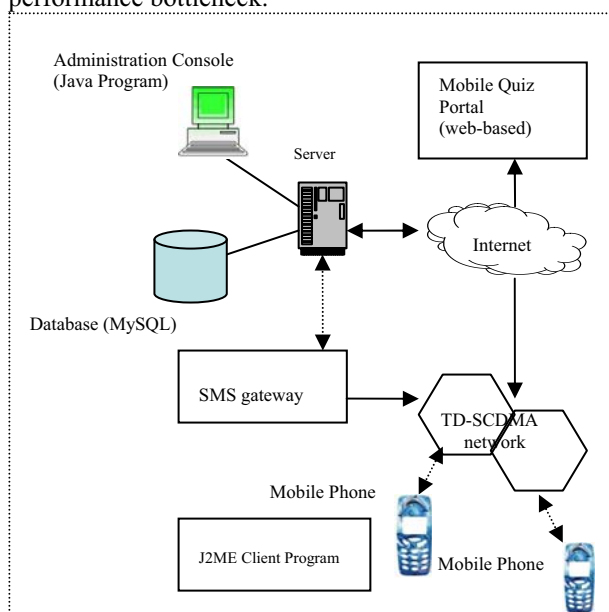 performance bottleneck.
Administration Console
(Java Program)
Mobile Quiz
Portal
(web-based)
Server
Internet
Database (MySQL)
SMS gateway
TD-SCDMA
network
Mobile Phone
J2ME Client Program
Mobile Phone